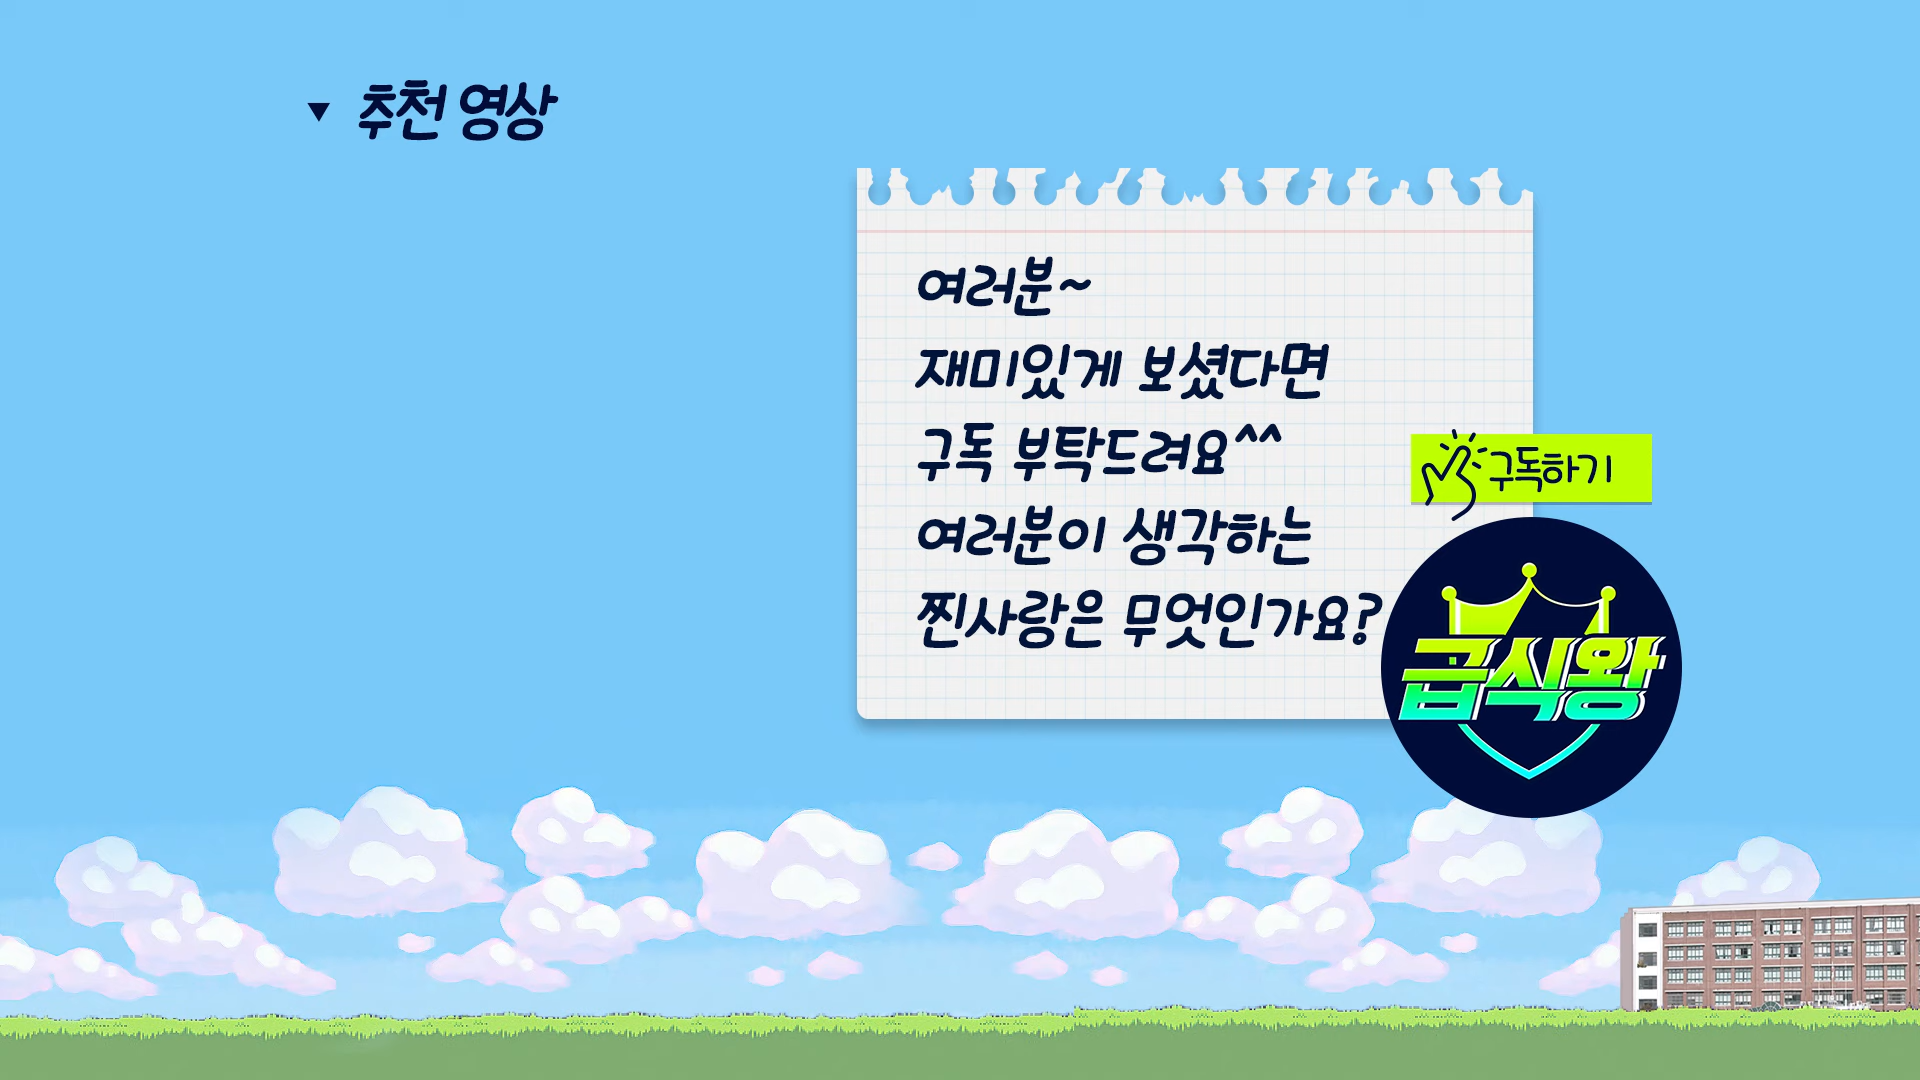 ▼ 추천 영상
여러분~
재미있게 보셨다면
구독 부탁드려요^^
여러분이 생각하는
찐사랑은 무엇인가요?
구독하기
급식왕